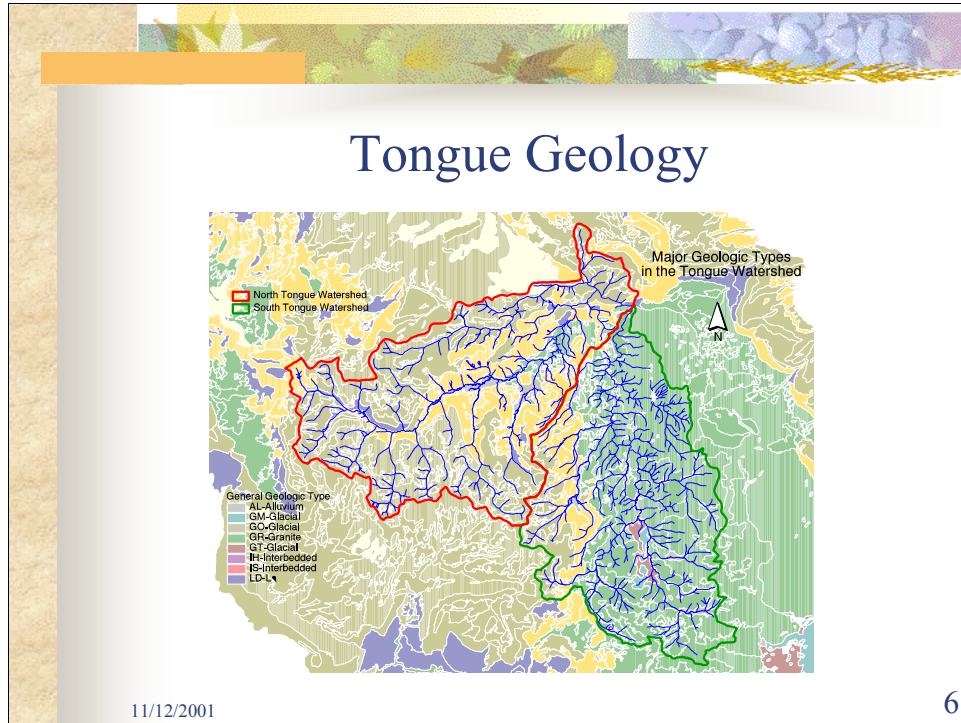 Tongue Geology
Major Geologic Types
in the Tongue Watershed
North Tongue Watershed
South Tongue Watershed
N
General Geologic Type
AL-Alluvium
GM-Glacial
GO-Glacial
GR-Granite
GT-Glacial
IH-Interbedded
IS-Interbedded
11/12/2001
6